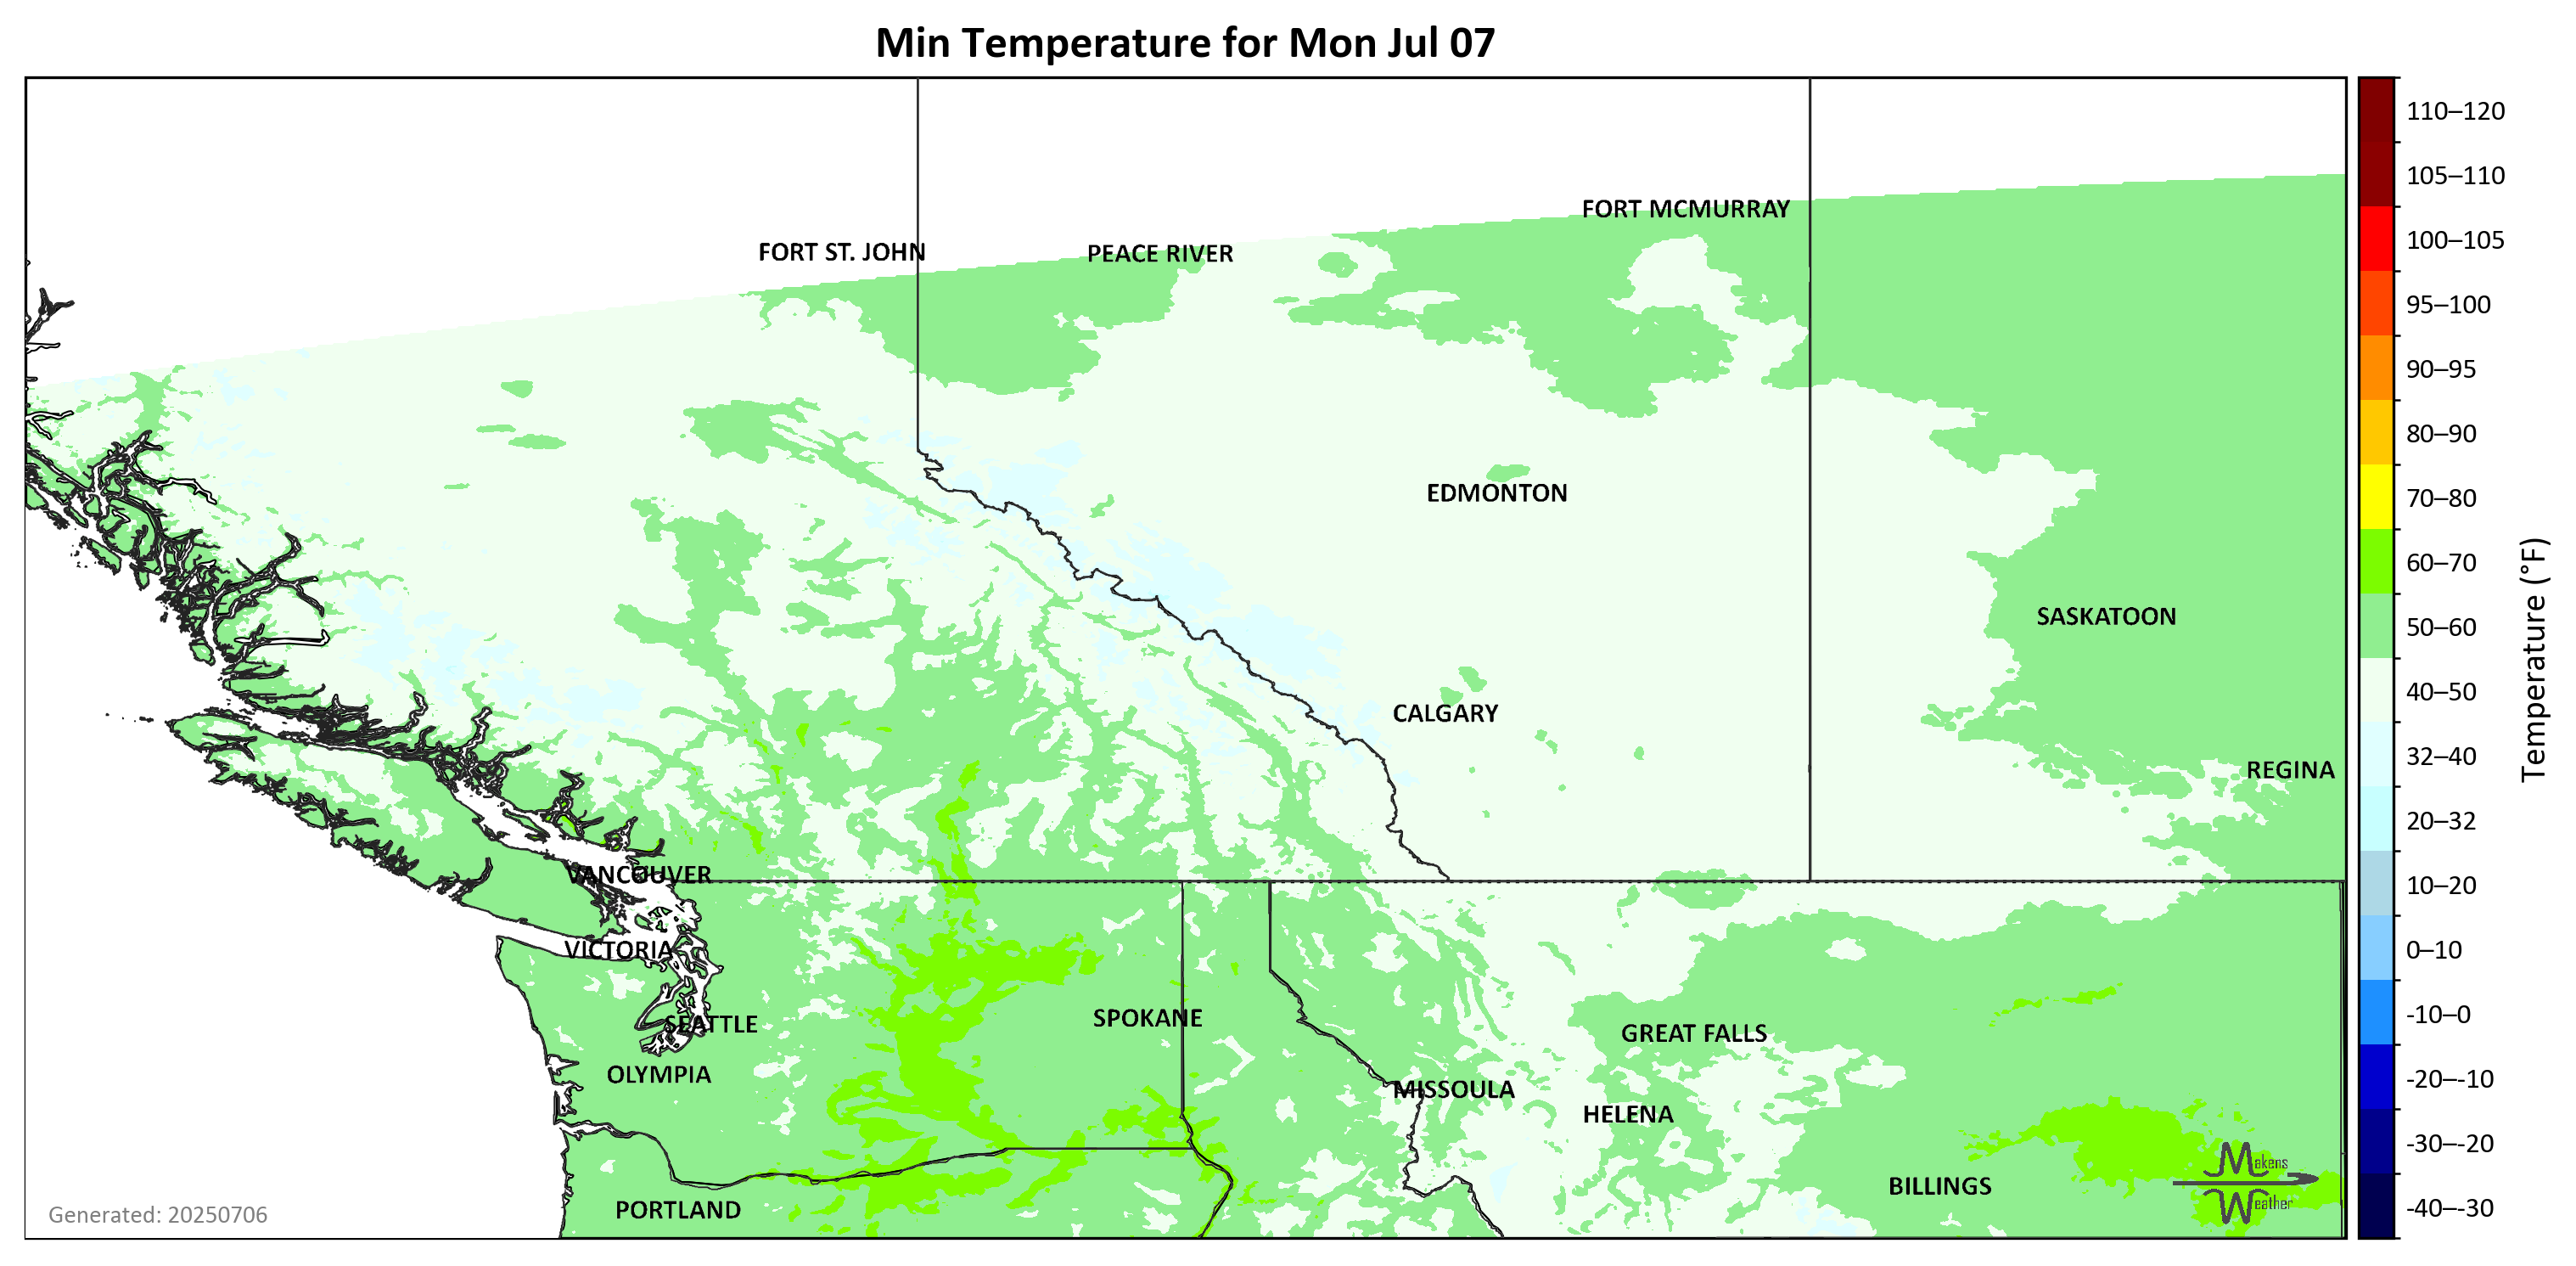 Min Temperature for Mon Jul 07
FORT MCMURRAY
FORT ST. JOHN
PEACE RIVER
EDMONTON
SASKATOON
CALGARY
REGINA
VANCOUVER
VICTORIA
SEATTLE
SPOKANE
GREAT FALLS
OLYMPIA
MISSOULA
HELENA
BILLINGS
PORTLAND
Makens
Weather
Generated: 20250706
110–120
105–110
100–105
95–100
90–95
80–90
70–80
60–70
50–60
40–50
32–40
20–32
10–20
0–10
-10–0
-20–-10
-30–-20
-40–-30
Temperature (°F)